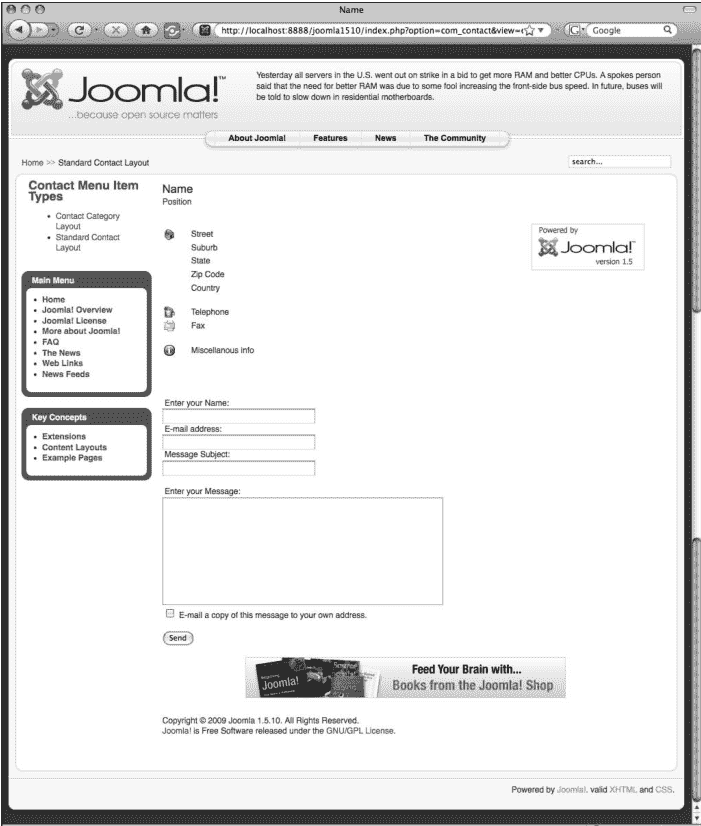 Name
http://localhost:8888/joomla1510/index.php?option=com_contact&view=c
Google
Joomla!™
...because open source matters
Yesterday all servers in the U.S. went out on strike in a bid to get more RAM and better CPUs. A spokes person
said that the need for better RAM was due to some fool increasing the front-side bus speed. In future, buses will
be told to slow down in residential motherboards.
About Joomla! Features News The Community
Home >> Standard Contact Layout
search...
Contact Menu Item
Types
• Contact Category
Layout
• Standard Contact
Layout
Main Menu
• Home
• Joomla! Overview
• Joomla! License
• More about Joomla!
• FAQ
• The News
• Web Links
• News Feeds
Key Concepts
• Extensions
• Content Layouts
• Example Pages
Name
Position
Street
Suburb
State
Zip Code
Country
Telephone
Fax
Miscellanous info
Powered by
Joomla!
version 1.5
Enter your Name:
E-mail address:
Message Subject:
Enter your Message:
E-mail a copy of this message to your own address.
Send
Joomla!
Feed Your Brain with...
Books from the Joomla! Shop
Copyright © 2009 Joomla 1.5.10. All Rights Reserved.
Joomla! is Free Software released under the GNU/GPL License.
Powered by Joomla!. valid XHTML and CSS.